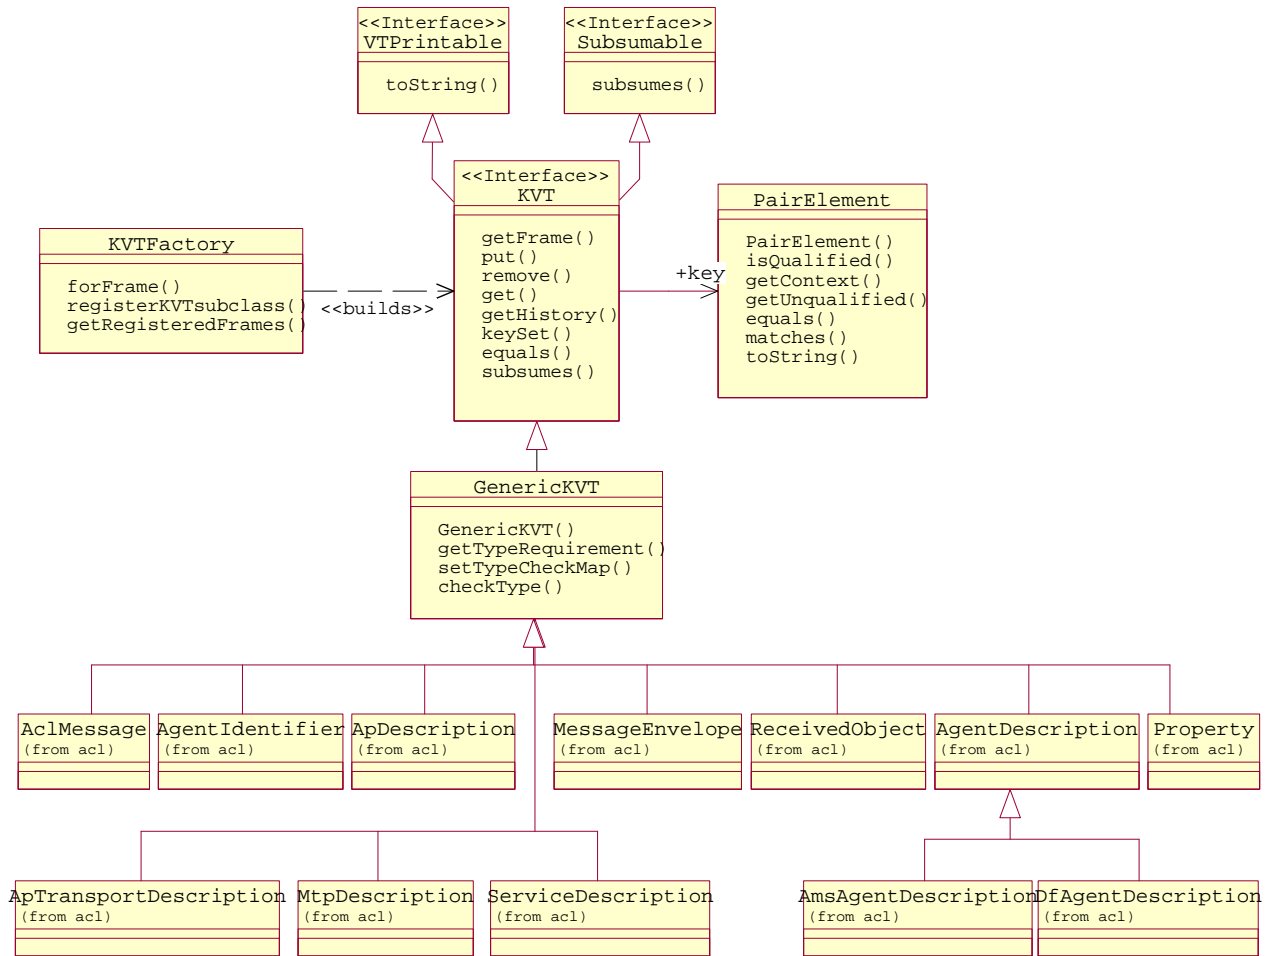 <<Interface>>
VTPrintable
toString()
<<Interface>>
Subsumable
subsumes()
<<Interface>>
KVT
getFrame()
put()
remove()
get()
getHistory()
keySet()
equals()
subsumes()
PairElement
PairElement()
isQualified()
getContext()
getUnqualified()
equals()
matches()
toString()
KVTFactory
forFrame()
registerKVTsubclass()
getRegisteredFrames()
<<builds>>
+key
GenericKVT
GenericKVT()
getTypeRequirement()
setTypeCheckMap()
checkType()
AclMessage
(from acl)
AgentIdentifier
(from acl)
ApDescription
(from acl)
MessageEnvelope
(from acl)
ReceivedObject
(from acl)
AgentDescription
(from acl)
Property
(from acl)
ApTransportDescription
(from acl)
MtpDescription
(from acl)
ServiceDescription
(from acl)
AmsAgentDescription
(from acl)
DfAgentDescription
(from acl)